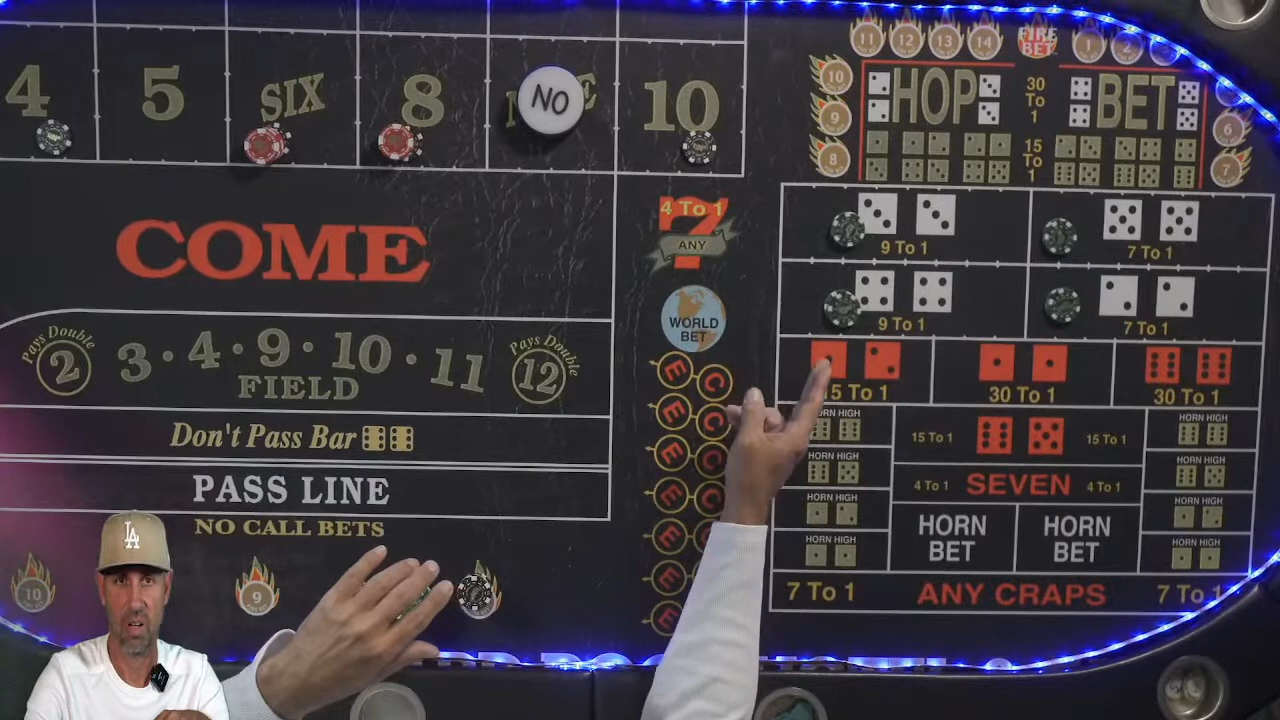 4 5 SIX 8 NO 10
COME
Pays Double
2
3 · 4 · 9 · 10 · 11
FIELD
Pays Double
12
Don't Pass Bar
PASS LINE
NO CALL BETS
10
9
LA
4 To 1
7
ANY
WORLD
BET
E C
E C
E C
E C
E
E
E
11 12 13 14 FIRE
BET 1 2
10
9
8
6
7
HOP 30
To
1 BET
15
To
1
9 To 1
7 To 1
9 To 1
7 To 1
15 To 1
30 To 1
30 To 1
HORN HIGH
HORN HIGH
HORN HIGH
HORN HIGH
15 To 1
15 To 1
4 To 1 SEVEN 4 To 1
HORN
BET
HORN
BET
HORN HIGH
HORN HIGH
HORN HIGH
HORN HIGH
7 To 1 ANY CRAPS 7 To 1